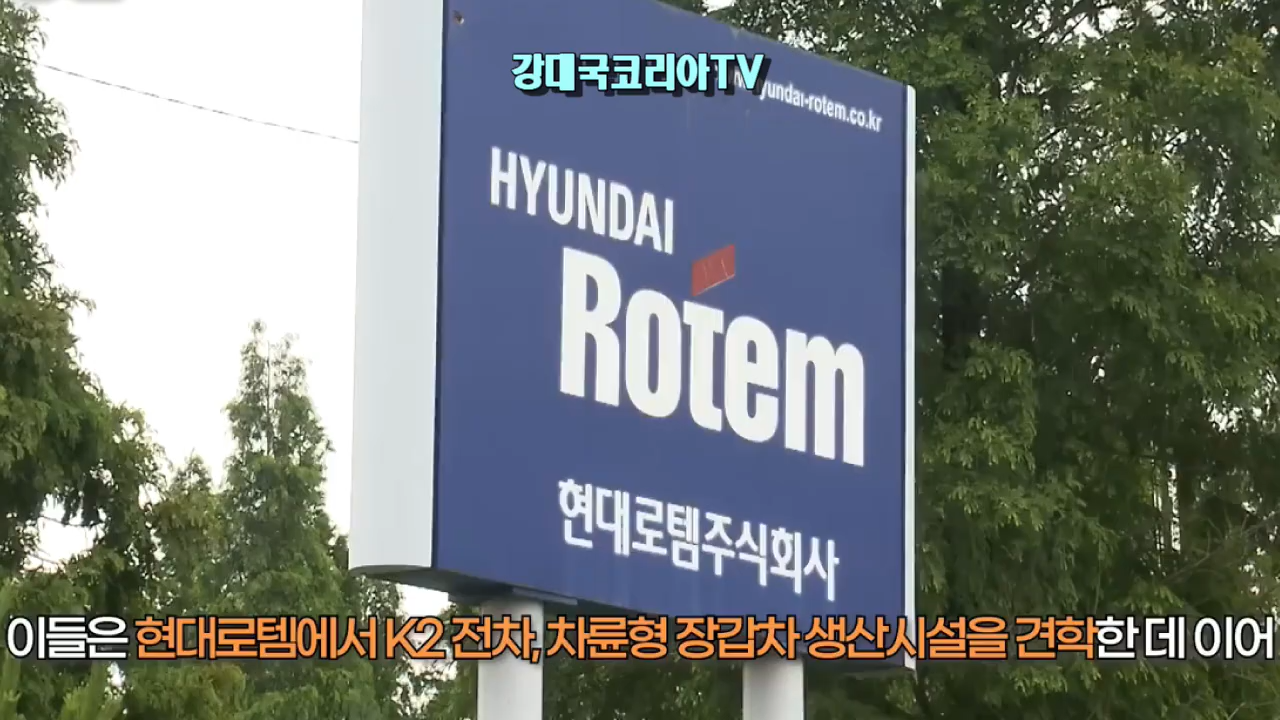 강대국코리아TV
yundai-rotem.co.kr
HYUNDAI
Rotem
현대로템주식회사
이들은 현대로템에서 K2 전차, 차륜형 장갑차 생산시설을 견학한 데 이어